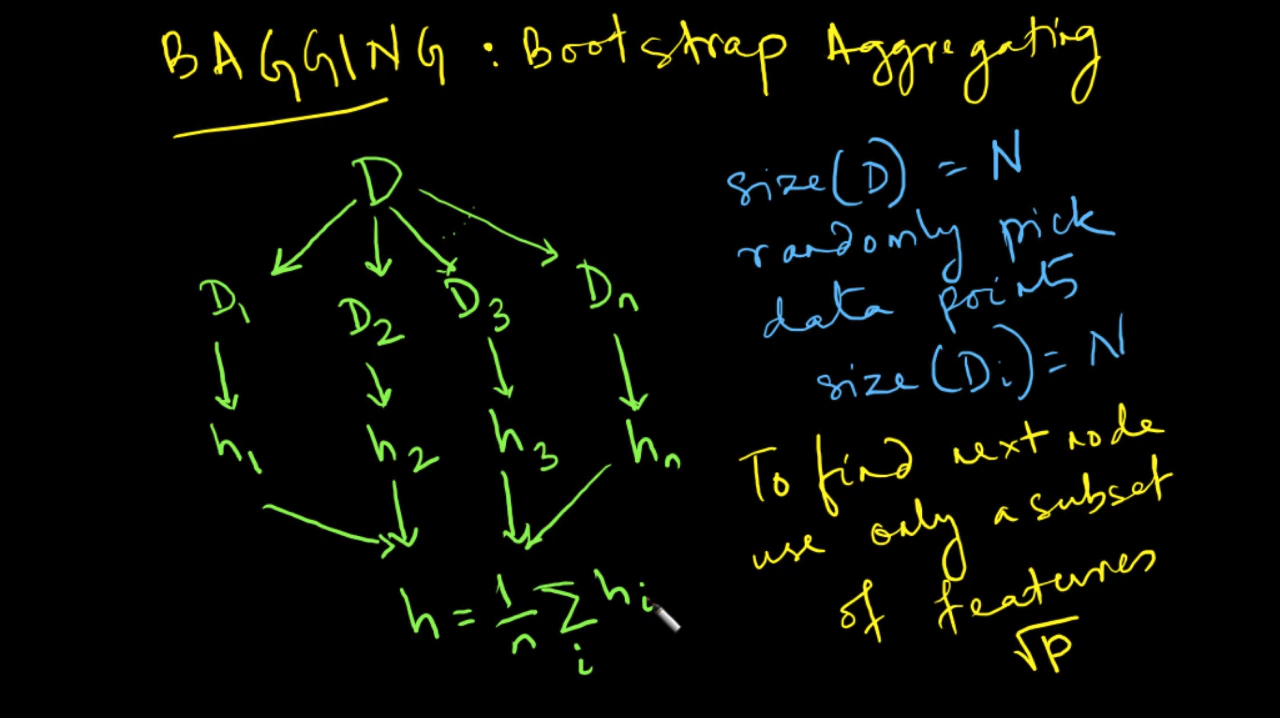 BAGGING : Bootstrap Aggregating
D
D₁ D₂ D₃ Dₙ
h₁ h₂ h₃ hₙ
h = 1/n ∑ᵢ hᵢ
size(D) = N
randomly pick
data points
size(Dᵢ) = N
To find next node
use only a subset
of features
√p